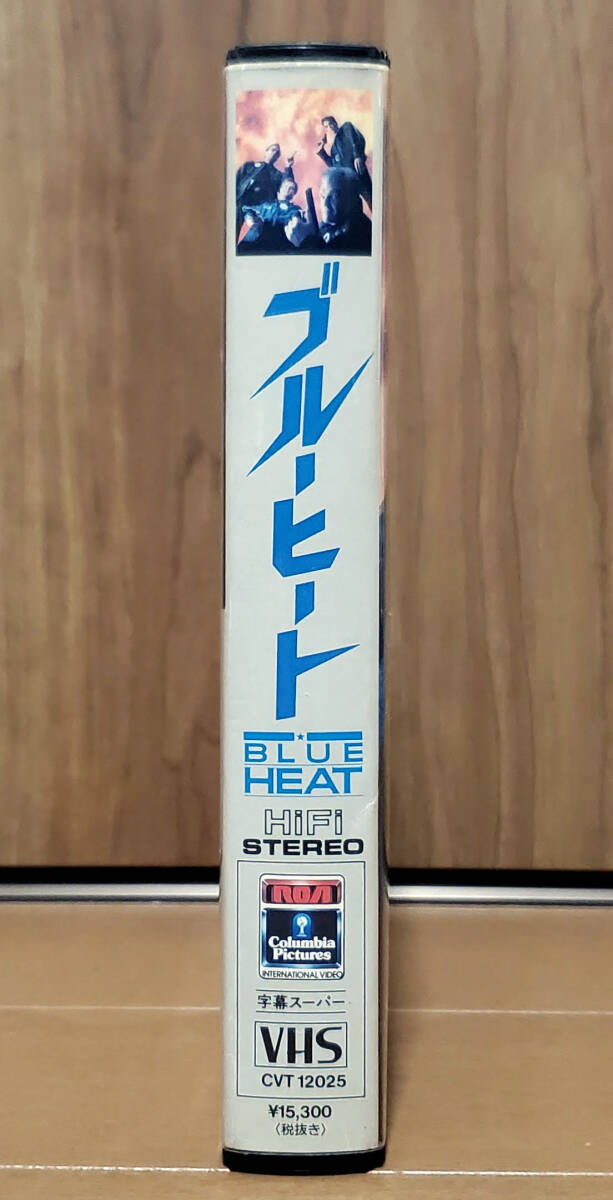 ブルーヒート
BLUE
HEAT
HiFi
STEREO
RCA
Columbia
Pictures
INTERNATIONAL VIDEO
字幕スーパー
VHS
CVT 12025
¥15,300
〈税抜き〉